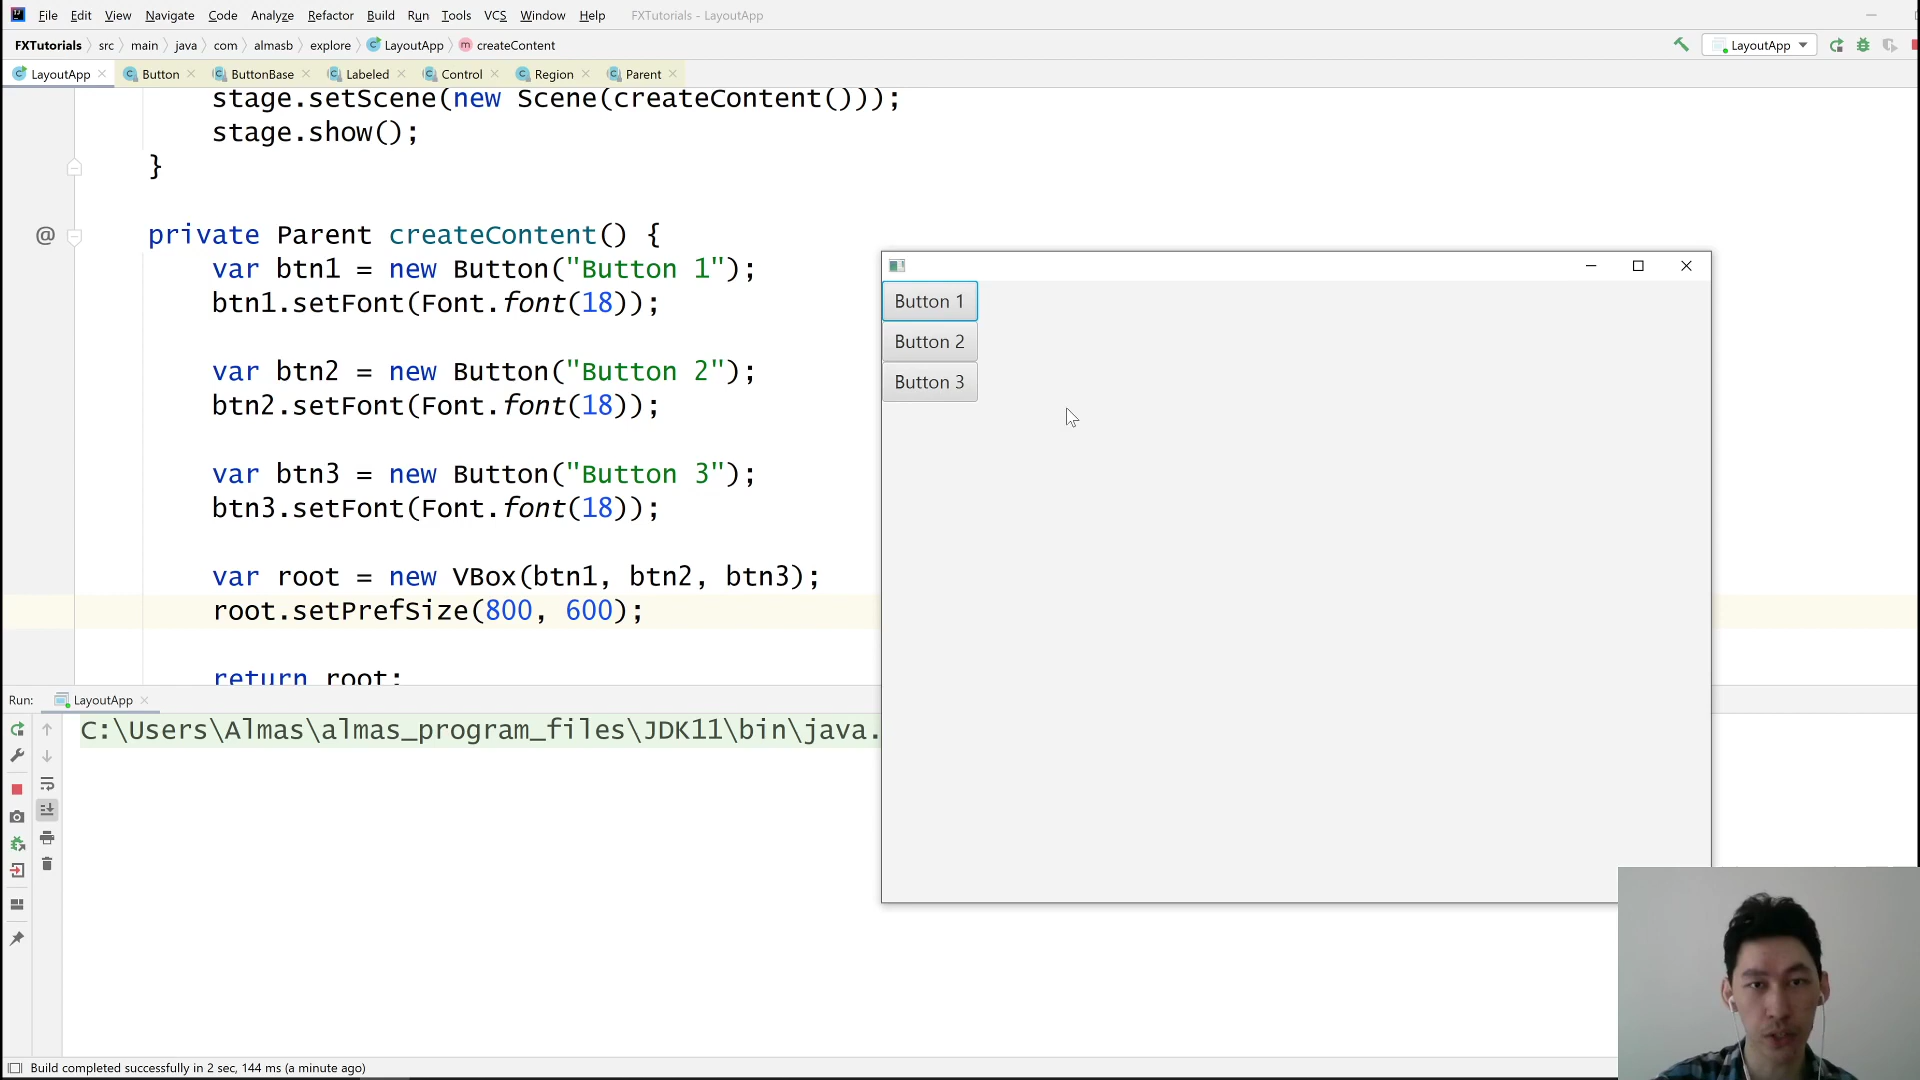 File Edit View Navigate Code Analyze Refactor Build Run Tools VCS Window Help FXTutorials - LayoutApp
FXTutorials src main java com almasb explore LayoutApp createContent
LayoutApp
LayoutApp Button ButtonBase Labeled Control Region Parent
stage.setScene(new Scene(createContent()));
stage.show();
}
@ private Parent createContent() {
var btn1 = new Button("Button 1");
btn1.setFont(Font.font(18));
var btn2 = new Button("Button 2");
btn2.setFont(Font.font(18));
var btn3 = new Button("Button 3");
btn3.setFont(Font.font(18));
var root = new VBox(btn1, btn2, btn3);
root.setPrefSize(800, 600);
return root;
Button 1
Button 2
Button 3
Run: LayoutApp
C:\Users\Almas\almas_program_files\JDK11\bin\java.
Build completed successfully in 2 sec, 144 ms (a minute ago)